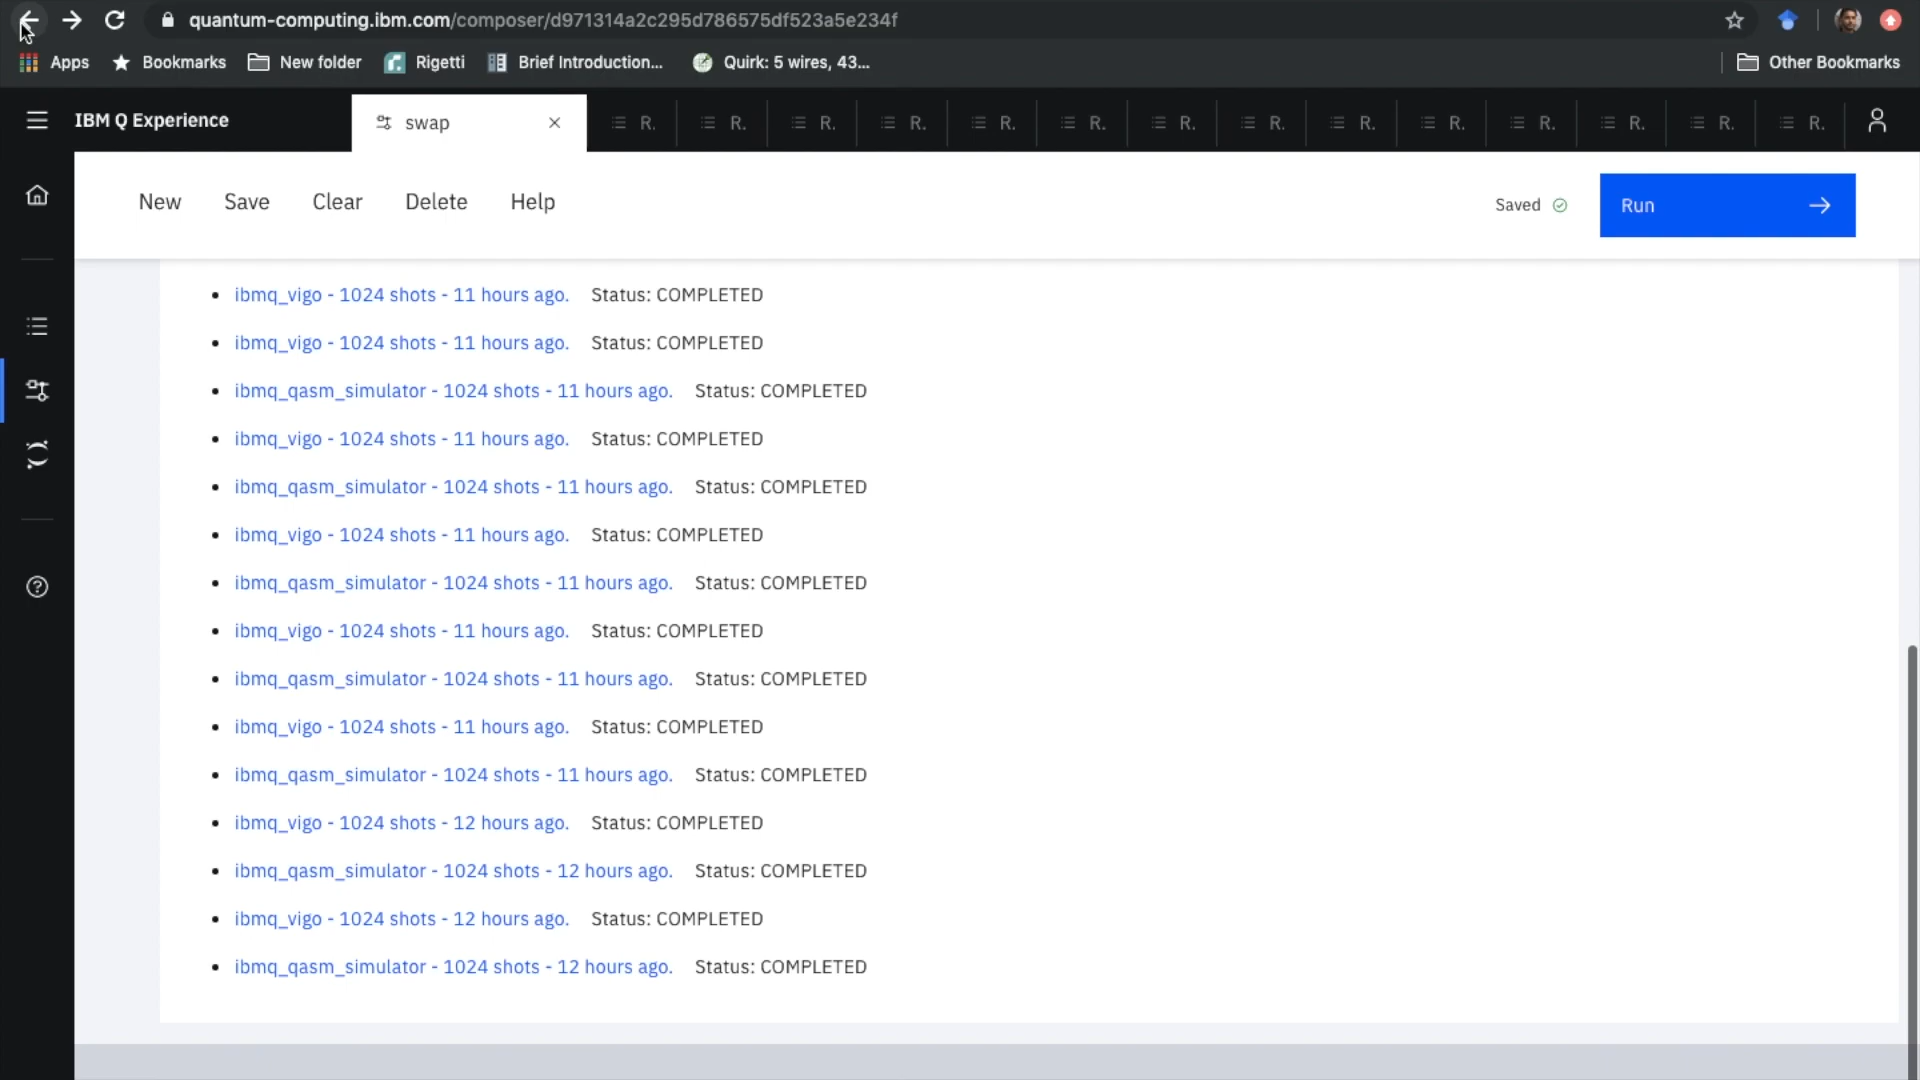 quantum-computing.ibm.com/composer/d971314a2c295d786575df523a5e234f
Apps Bookmarks New folder Rigetti Brief Introduction... Quirk: 5 wires, 43... Other Bookmarks
IBM Q Experience swap R. R. R. R. R. R. R. R. R. R. R. R. R. R.
New Save Clear Delete Help Saved Run
ibmq_vigo - 1024 shots - 11 hours ago. Status: COMPLETED
ibmq_vigo - 1024 shots - 11 hours ago. Status: COMPLETED
ibmq_qasm_simulator - 1024 shots - 11 hours ago. Status: COMPLETED
ibmq_vigo - 1024 shots - 11 hours ago. Status: COMPLETED
ibmq_qasm_simulator - 1024 shots - 11 hours ago. Status: COMPLETED
ibmq_vigo - 1024 shots - 11 hours ago. Status: COMPLETED
ibmq_qasm_simulator - 1024 shots - 11 hours ago. Status: COMPLETED
ibmq_vigo - 1024 shots - 11 hours ago. Status: COMPLETED
ibmq_qasm_simulator - 1024 shots - 11 hours ago. Status: COMPLETED
ibmq_vigo - 1024 shots - 11 hours ago. Status: COMPLETED
ibmq_qasm_simulator - 1024 shots - 11 hours ago. Status: COMPLETED
ibmq_vigo - 1024 shots - 12 hours ago. Status: COMPLETED
ibmq_qasm_simulator - 1024 shots - 12 hours ago. Status: COMPLETED
ibmq_vigo - 1024 shots - 12 hours ago. Status: COMPLETED
ibmq_qasm_simulator - 1024 shots - 12 hours ago. Status: COMPLETED